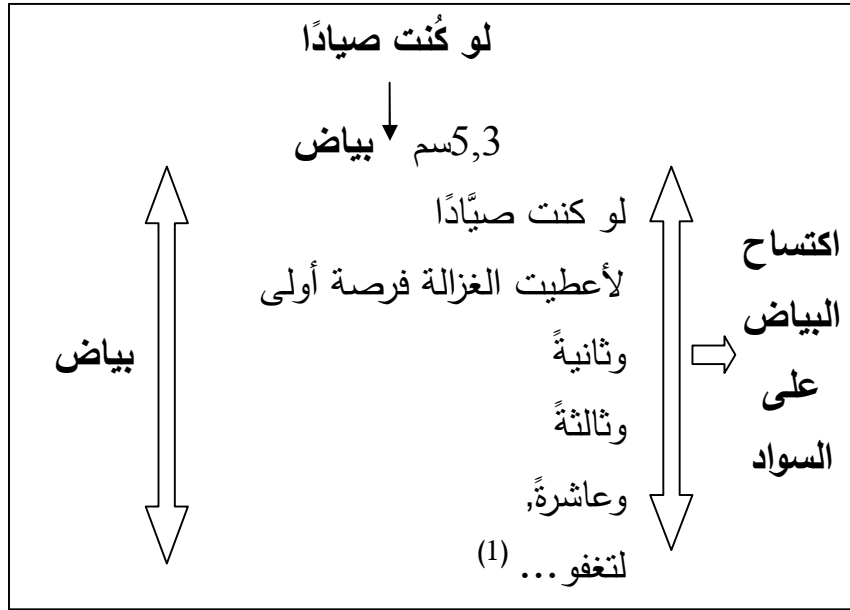 لو كُنت صيادًا
5,3سم بياض
لو كنت صيَّادًا
لأعطيت الغزالة فرصة أولى
وثانيةً
وثالثةً
وعاشرةً,
لتغفو... (1)
اكتساح
البياض
على
السواد
بياض